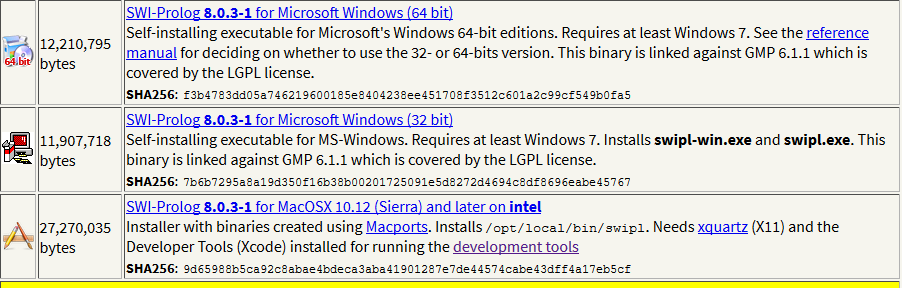 SWI-Prolog 8.0.3-1 for Microsoft Windows (64 bit)
64.bit
12,210,795
bytes
Self-installing executable for Microsoft's Windows 64-bit editions. Requires at least Windows 7. See the reference
manual for deciding on whether to use the 32- or 64-bits version. This binary is linked against GMP 6.1.1 which is
covered by the LGPL license.
SHA256: f3b4783dd05a746219600185e8404238ee451708f3512c601a2c99cf549b0fa5
SWI-Prolog 8.0.3-1 for Microsoft Windows (32 bit)
11,907,718
bytes
Self-installing executable for MS-Windows. Requires at least Windows 7. Installs swipl-win.exe and swipl.exe. This
binary is linked against GMP 6.1.1 which is covered by the LGPL license.
SHA256: 7b6b7295a8a19d350f16b38b00201725091e5d8272d4694c8df8696eabe45767
SWI-Prolog 8.0.3-1 for MacOSX 10.12 (Sierra) and later on intel
27,270,035
bytes
Installer with binaries created using Macports. Installs /opt/local/bin/swipl. Needs xquartz (X11) and the
Developer Tools (Xcode) installed for running the development tools
SHA256: 9d65988b5ca92c8abae4bdeca3aba41901287e7de44574cabe43dff4a17eb5cf